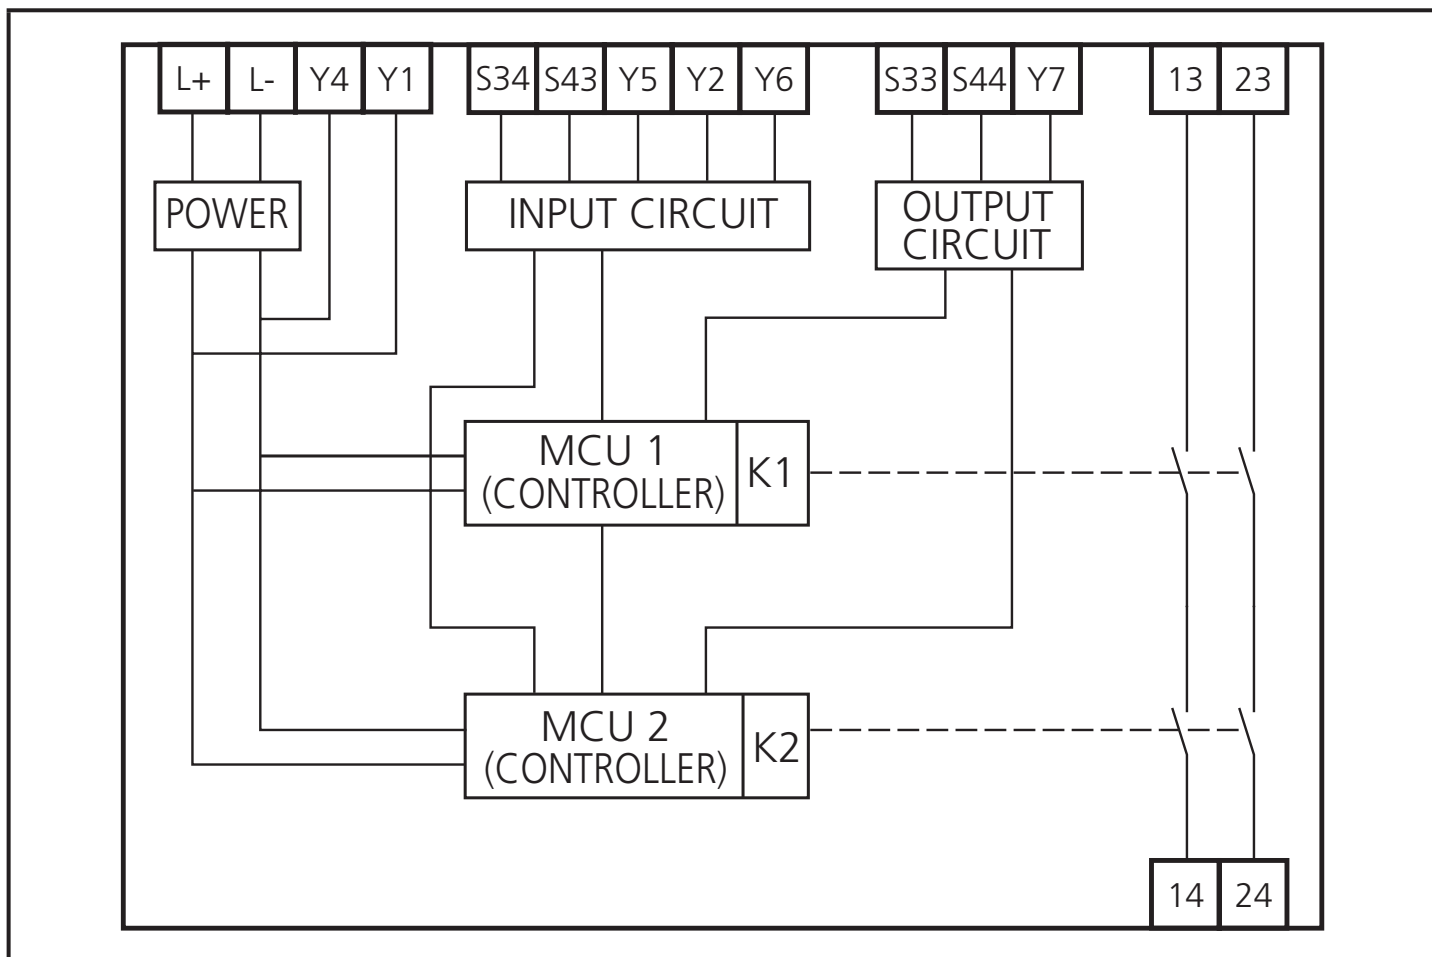 L+ L- Y4 Y1 S34 S43 Y5 Y2 Y6 S33 S44 Y7 13 23
POWER
INPUT CIRCUIT
OUTPUT
CIRCUIT
MCU 1
(CONTROLLER)
K1
MCU 2
(CONTROLLER)
K2
14 24